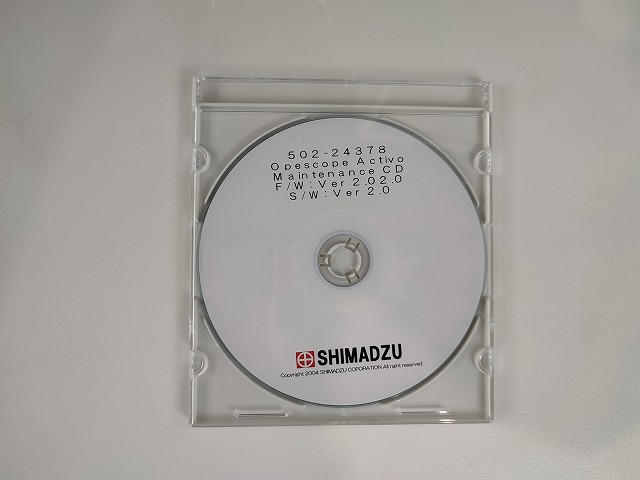 502-24378
Opescope Activo
Maintenance CD
F/W:Ver 2.02.0
S/W:Ver 2.0
SHIMADZU
Copyright 2004 SHIMADZU COPORATION All right reserved